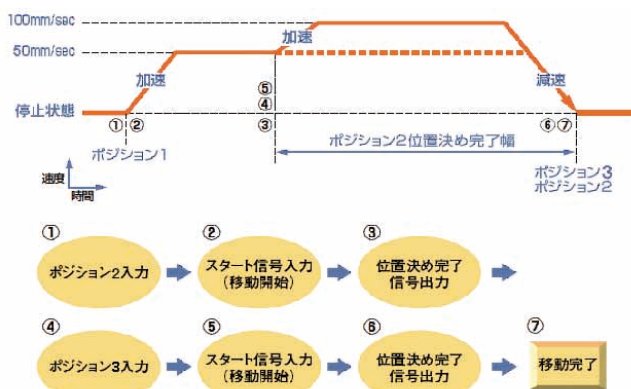 100mm/sec
50mm/sec
加速
加速
減速
停止状態
⑤
④
① ②
③
⑥ ⑦
ポジション1
ポジション2位置決め完了幅
ポジション3
ポジション2
速度
時間
①
ポジション2入力
②
スタート信号入力
(移動開始)
③
位置決め完了
信号出力
④
ポジション3入力
⑤
スタート信号入力
(移動開始)
⑥
位置決め完了
信号出力
⑦
移動完了